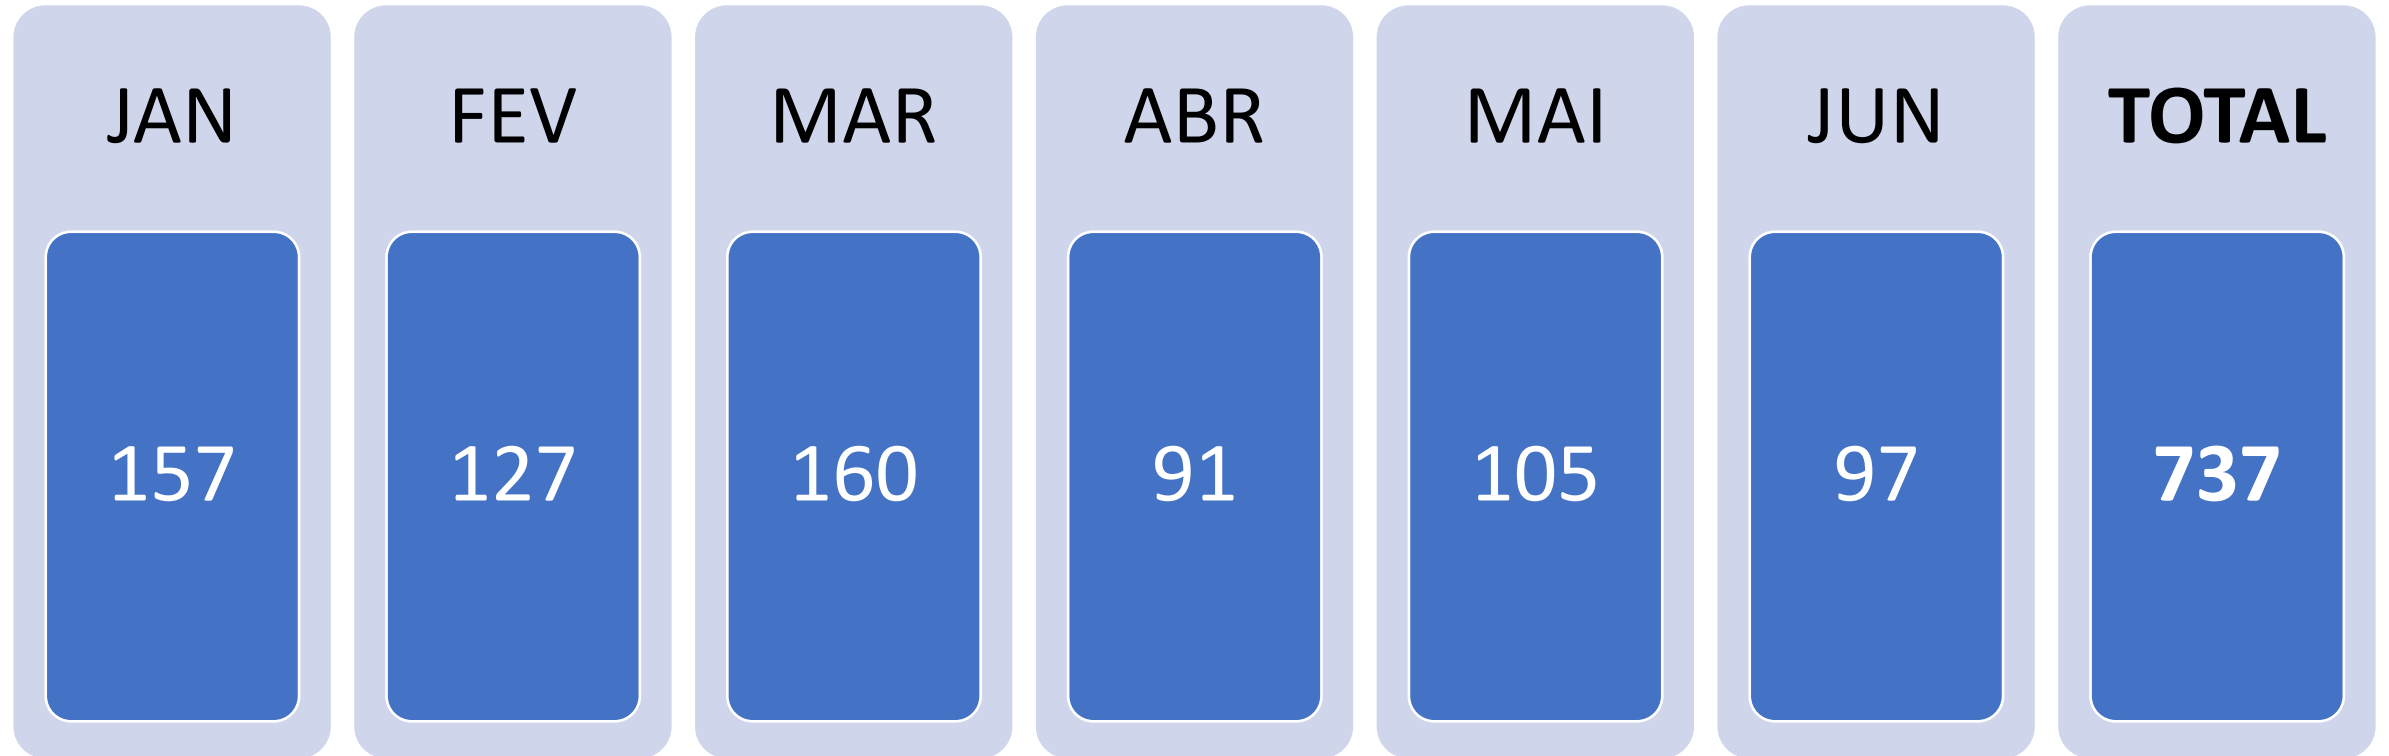 JAN FEV MAR ABR MAI JUN TOTAL
157 127 160 91 105 97 737